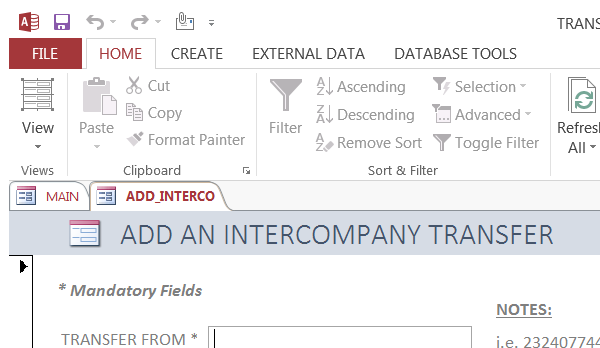 TRANS
FILE HOME CREATE EXTERNAL DATA DATABASE TOOLS
View
Views
Paste
Cut
Copy
Format Painter
Clipboard
Filter
Ascending
Descending
Remove Sort
Selection
Advanced
Toggle Filter
Sort & Filter
Refresh
All
MAIN ADD_INTERCO
ADD AN INTERCOMPANY TRANSFER
* Mandatory Fields
NOTES:
TRANSFER FROM *
i.e. 232407744